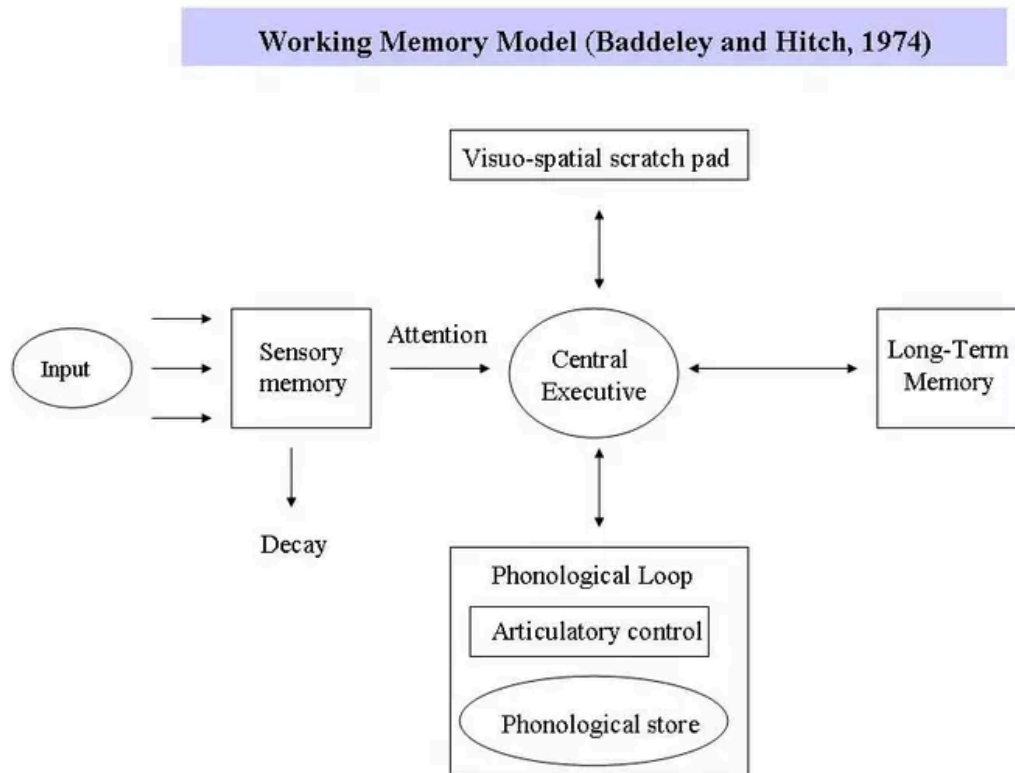 Working Memory Model (Baddeley and Hitch, 1974)
Visuo-spatial scratch pad
Input
Sensory
memory
Attention
Central
Executive
Long-Term
Memory
Decay
Phonological Loop
Articulatory control
Phonological store